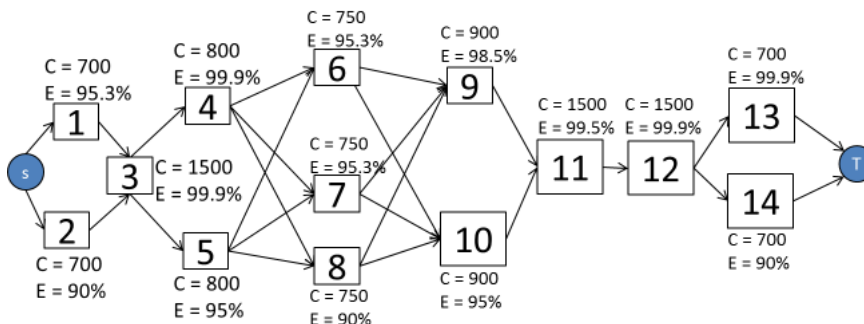 C = 700
E = 95.3%
1
s
2
C = 700
E = 90%
3
C = 1500
E = 99.9%
C = 800
E = 99.9%
4
5
C = 800
E = 95%
C = 750
E = 95.3%
6
C = 750
E = 95.3%
7
8
C = 750
E = 90%
C = 900
E = 98.5%
9
10
C = 900
E = 95%
C = 1500
E = 99.5%
11
C = 1500
E = 99.9%
12
C = 700
E = 99.9%
13
14
C = 700
E = 90%
T